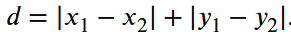 d = |x₁ − x₂| + |y₁ − y₂|.